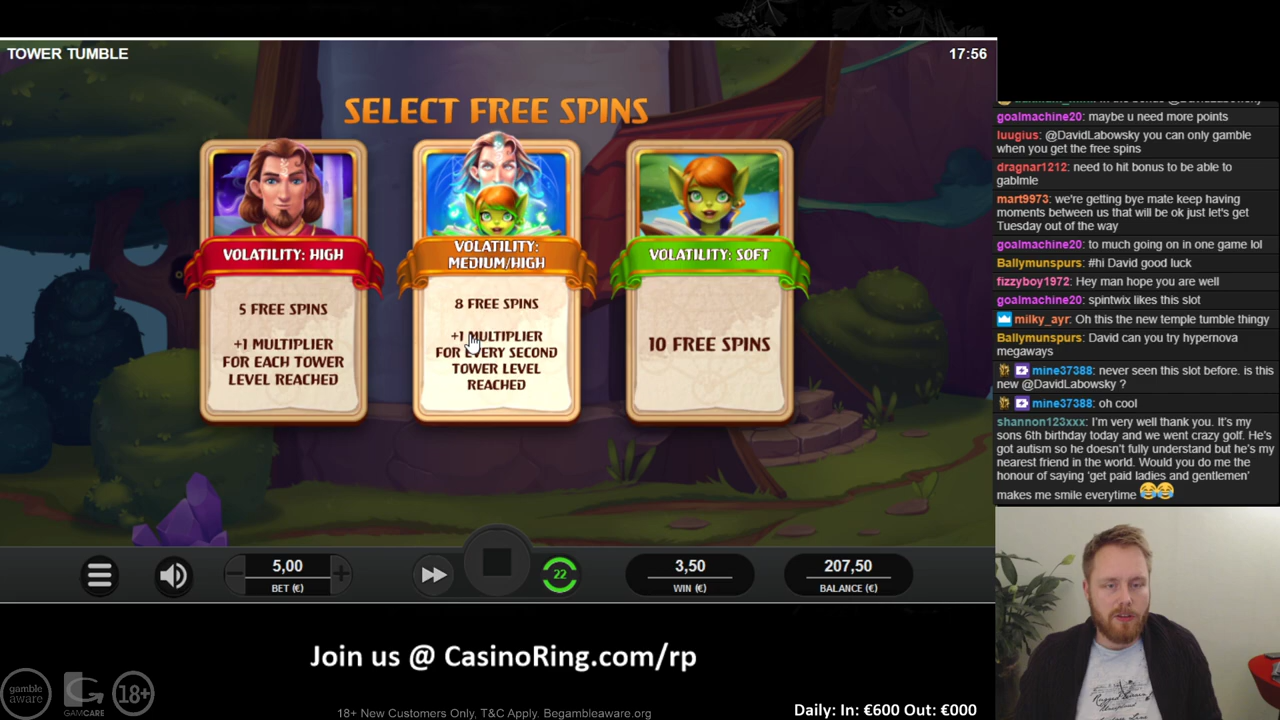 TOWER TUMBLE
17:56
SELECT FREE SPINS
VOLATILITY: HIGH
5 FREE SPINS
+1 MULTIPLIER
FOR EACH TOWER
LEVEL REACHED
VOLATILITY:
MEDIUM/HIGH
8 FREE SPINS
+1 MULTIPLIER
FOR EVERY SECOND
TOWER LEVEL
REACHED
VOLATILITY: SOFT
10 FREE SPINS
5,00
BET (€)
22
3,50
WIN (€)
207,50
BALANCE (€)
goalmachine20: maybe u need more points
luugius: @DavidLabowsky you can only gamble
when you get the free spins
dragnar1212: need to hit bonus to be able to
gablmle
mart9973: we're getting bye mate keep having
moments between us that will be ok just let's get
Tuesday out of the way
goalmachine20: to much going on in one game lol
Ballymunspurs: #hi David good luck
fizzyboy1972: Hey man hope you are well
goalmachine20: spintwix likes this slot
milky_ayr: Oh this the new temple tumble thingy
Ballymunspurs: David can you try hypernova
megaways
mine37388: never seen this slot before. is this
new @DavidLabowsky ?
mine37388: oh cool
shannon123xxx: I'm very well thank you. It's my
sons 6th birthday today and we went crazy golf. He's
got autism so he doesn't fully understand but he's my
nearest friend in the world. Would you do me the
honour of saying 'get paid ladies and gentlemen'
makes me smile everytime
Join us @ CasinoRing.com/rp
gamble
aware
GAMCARE
18+
18+ New Customers Only, T&C Apply. Begambleaware.org
Daily: In: €600 Out: €000